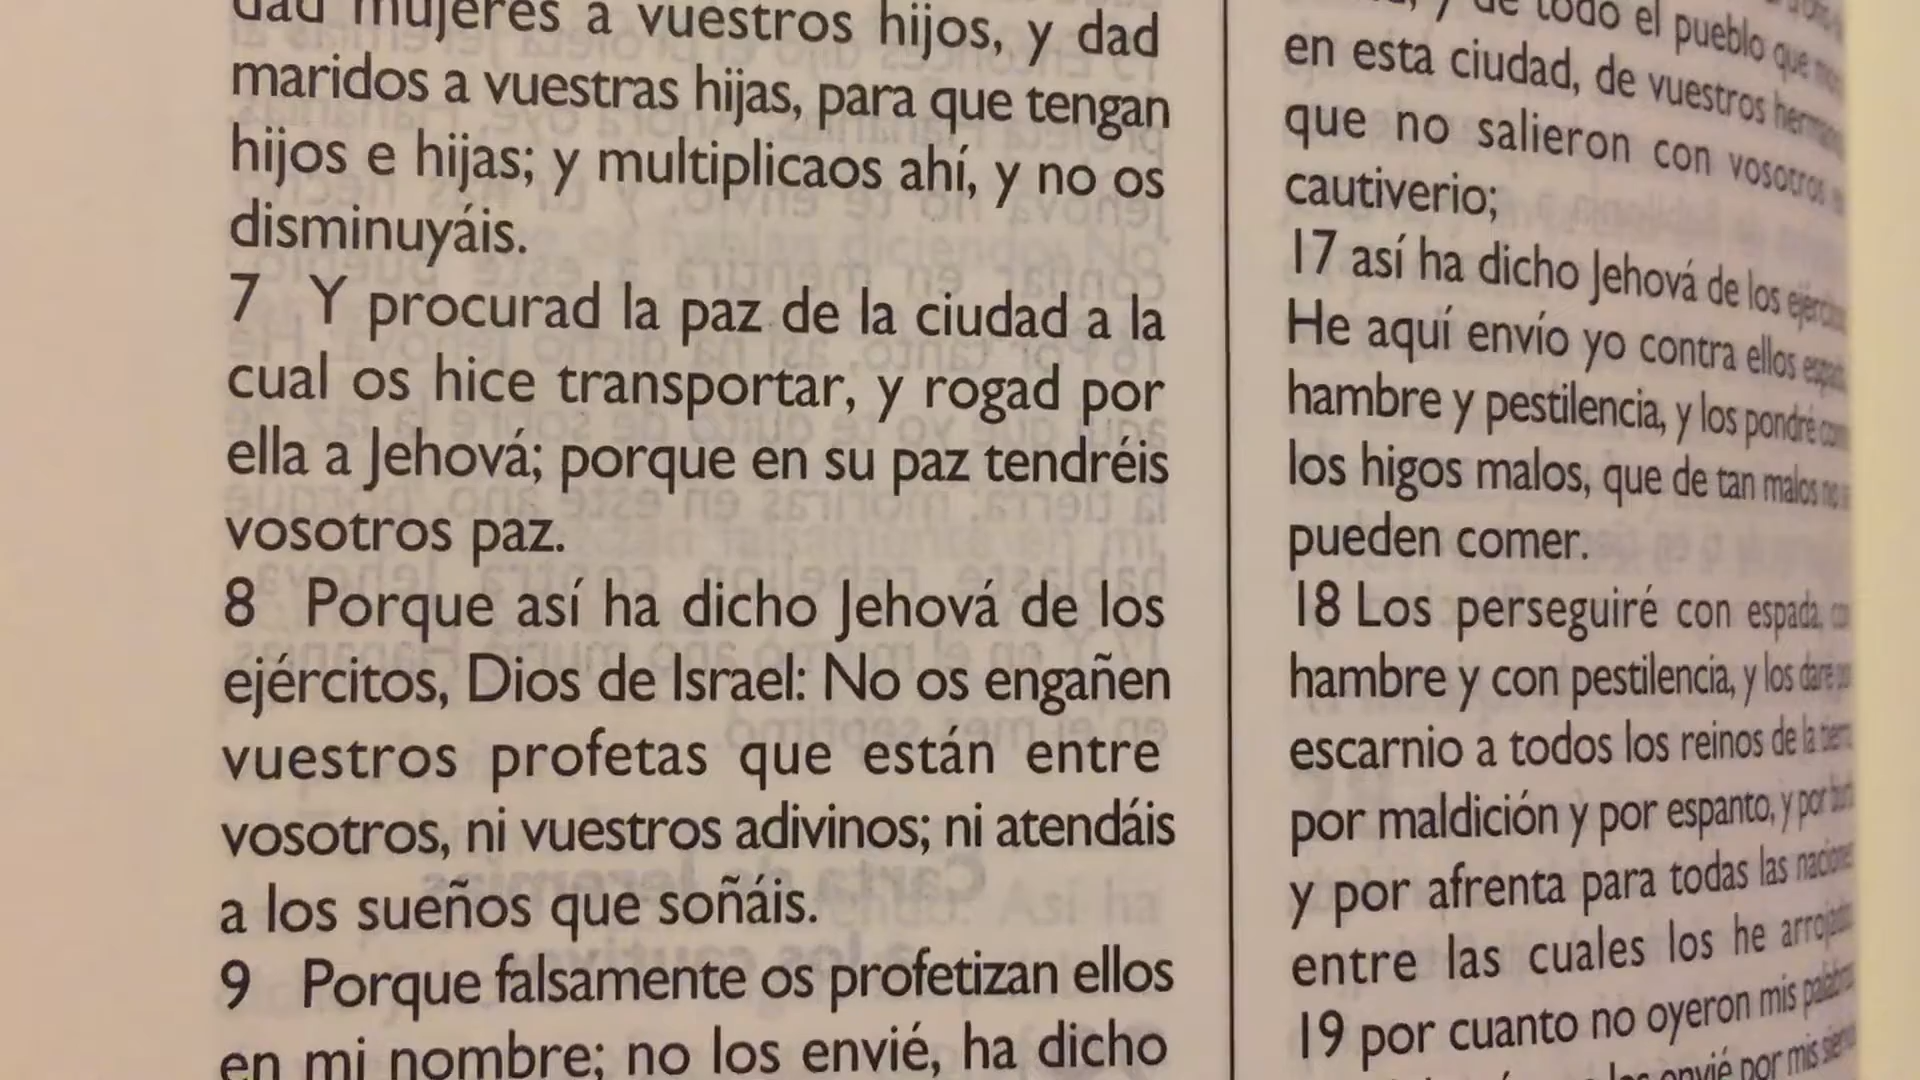 dad mujeres a vuestros hijos, y dad
maridos a vuestras hijas, para que tengan
hijos e hijas; y multiplicaos ahí, y no os
disminuyáis.
7 Y procurad la paz de la ciudad a la
cual os hice transportar, y rogad por
ella a Jehová; porque en su paz tendréis
vosotros paz.
8 Porque así ha dicho Jehová de los
ejércitos, Dios de Israel: No os engañen
vuestros profetas que están entre
vosotros, ni vuestros adivinos; ni atendáis
a los sueños que soñáis.
9 Porque falsamente os profetizan ellos
en mi nombre; no los envié, ha dicho
y de todo el pueblo que
en esta ciudad, de vuestros
que no salieron con vosotros
cautiverio;
17 así ha dicho Jehová de los
He aquí envío yo contra ellos
hambre y pestilencia, y los pondré
los higos malos, que de tan malos no
pueden comer.
18 Los perseguiré con espada,
hambre y con pestilencia, y los daré
escarnio a todos los reinos de la
por maldición y por espanto, y por
y por afrenta para todas las
entre las cuales los he
19 por cuanto no oyeron mis
los envié por mis